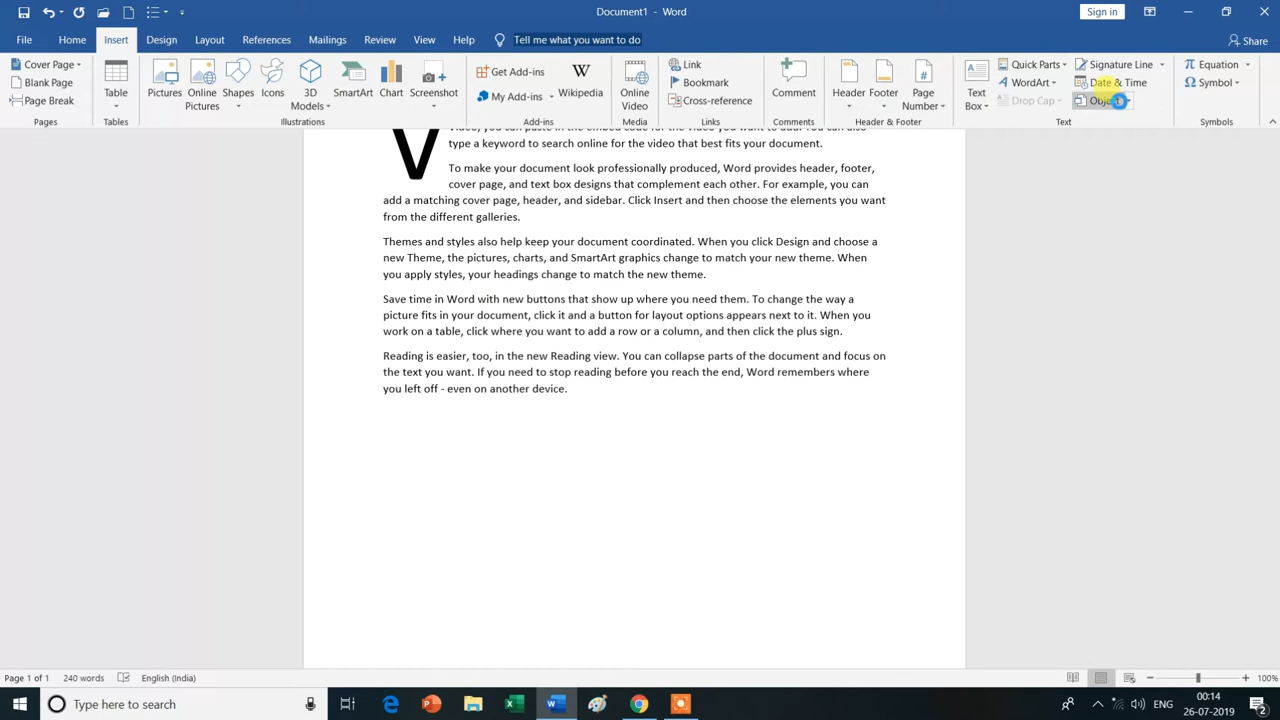 Document1 - Word
Sign in
File Home Insert Design Layout References Mailings Review View Help Tell me what you want to do Share
Cover Page
Blank Page
Page Break
Pages
Table
Tables
Pictures
Online Pictures
Shapes
Icons
3D Models
SmartArt
Chart
Screenshot
Illustrations
Get Add-ins
My Add-ins
Wikipedia
Add-ins
Online Video
Media
Link
Bookmark
Cross-reference
Links
Comment
Comments
Header
Footer
Page Number
Header & Footer
Text Box
Quick Parts
WordArt
Drop Cap
Signature Line
Date & Time
Text
Equation
Symbol
Symbols
V
video, you can paste in the embed code for the video you want to add. You can also
type a keyword to search online for the video that best fits your document.
To make your document look professionally produced, Word provides header, footer,
cover page, and text box designs that complement each other. For example, you can
add a matching cover page, header, and sidebar. Click Insert and then choose the elements you want
from the different galleries.
Themes and styles also help keep your document coordinated. When you click Design and choose a
new Theme, the pictures, charts, and SmartArt graphics change to match your new theme. When
you apply styles, your headings change to match the new theme.
Save time in Word with new buttons that show up where you need them. To change the way a
picture fits in your document, click it and a button for layout options appears next to it. When you
work on a table, click where you want to add a row or a column, and then click the plus sign.
Reading is easier, too, in the new Reading view. You can collapse parts of the document and focus on
the text you want. If you need to stop reading before you reach the end, Word remembers where
you left off - even on another device.
Page 1 of 1 240 words English (India) 100%
Type here to search
ENG
00:14
26-07-2019
2